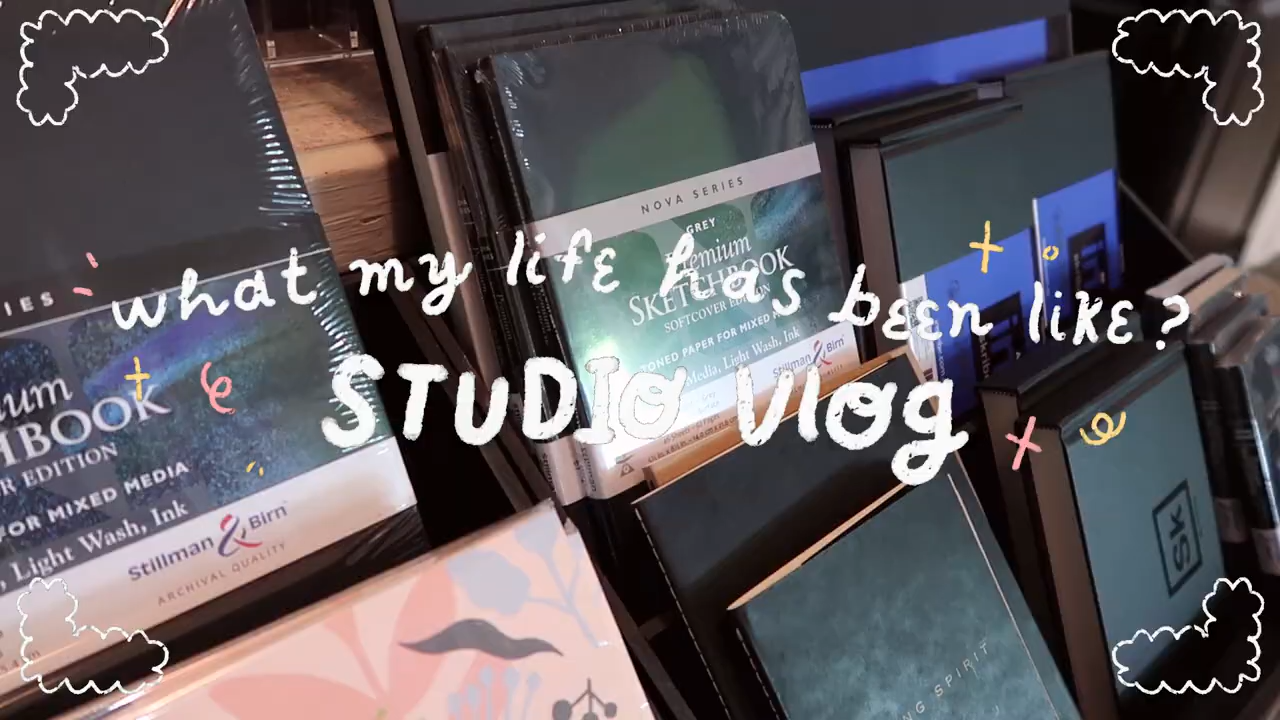 what my life has been like?
STUDIO Vlog
NOVA SERIES
GREY
Premium
SKETCHBOOK
SOFTCOVER EDITION
TONED PAPER FOR MIXED
Media, Light Wash, Ink
Stillman & Birn
IES
HBOOK
R EDITION
FOR MIXED MEDIA
, Light Wash, Ink
Stillman & Birn
ARCHIVAL QUALITY
Sk
NG SPIRIT